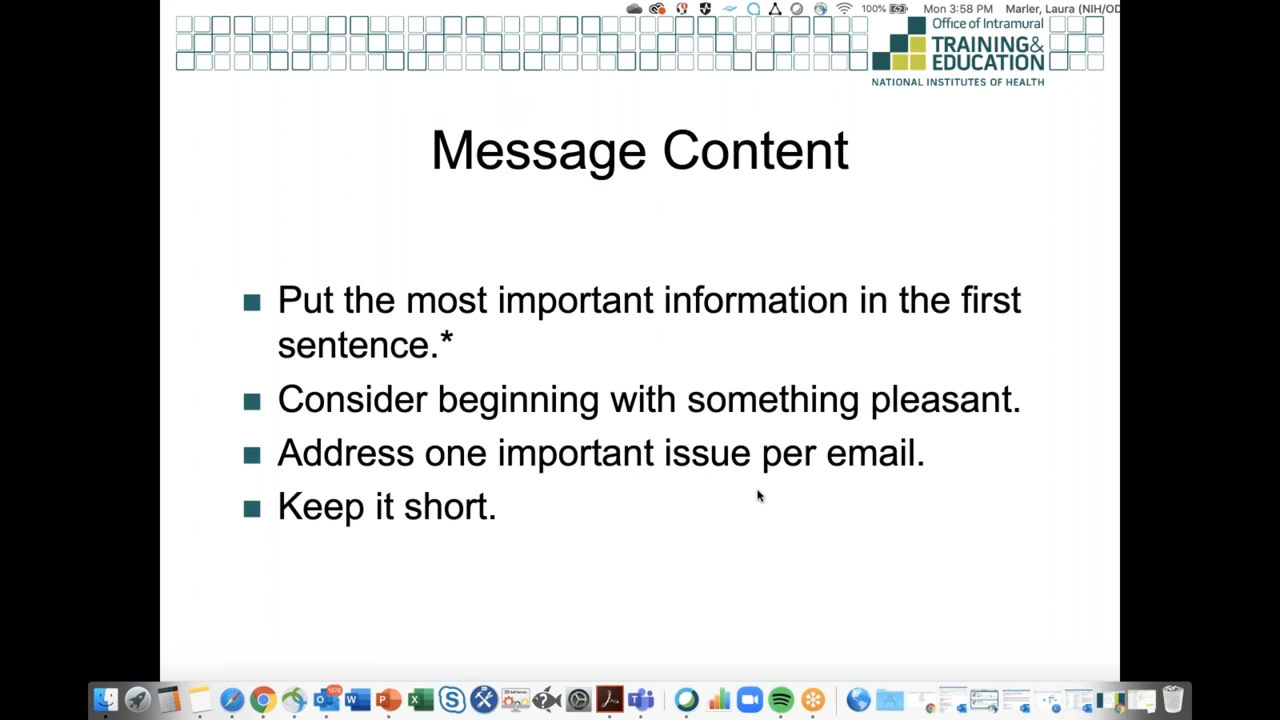 100%
Mon 3:58 PM
Marler, Laura (NIH/OD
Office of Intramural
TRAINING&
EDUCATION
NATIONAL INSTITUTES OF HEALTH
Message Content
Put the most important information in the first
sentence.*
Consider beginning with something pleasant.
Address one important issue per email.
Keep it short.